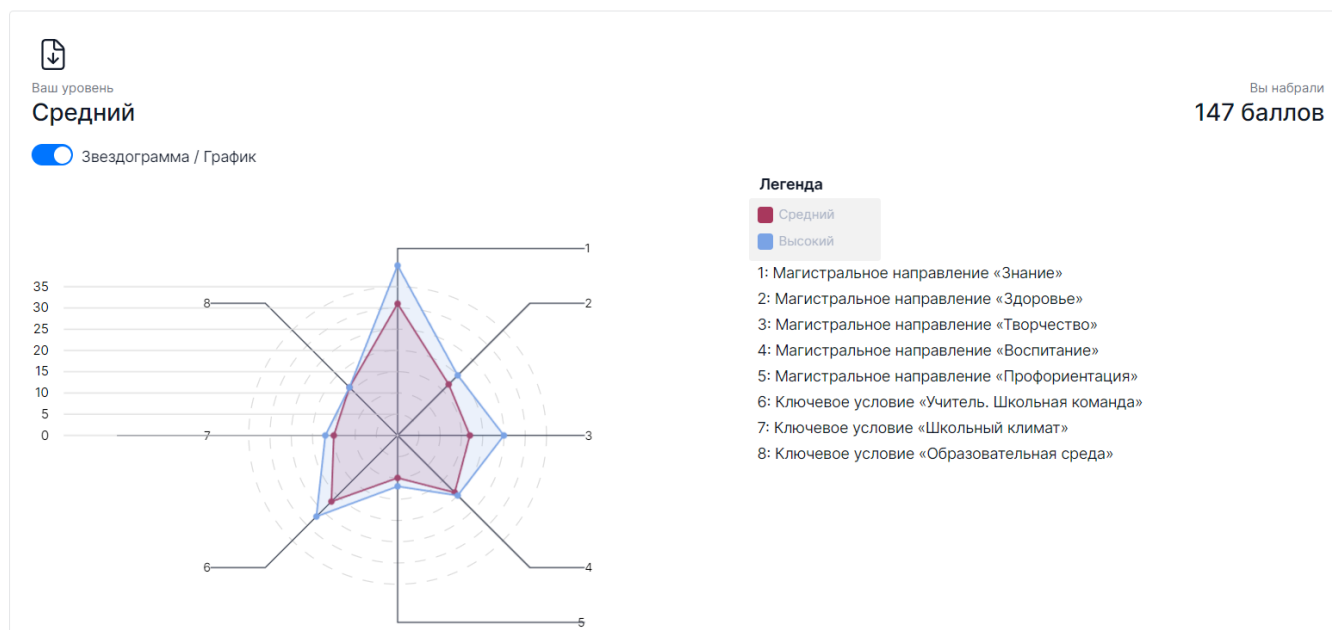 Ваш уровень
Средний
Вы набрали
147 баллов
Звездограмма / График
Легенда
Средний
Высокий
1: Магистральное направление «Знание»
2: Магистральное направление «Здоровье»
3: Магистральное направление «Творчество»
4: Магистральное направление «Воспитание»
5: Магистральное направление «Профориентация»
6: Ключевое условие «Учитель. Школьная команда»
7: Ключевое условие «Школьный климат»
8: Ключевое условие «Образовательная среда»
35
30
25
20
15
10
5
0
1
2
3
4
5
6
7
8